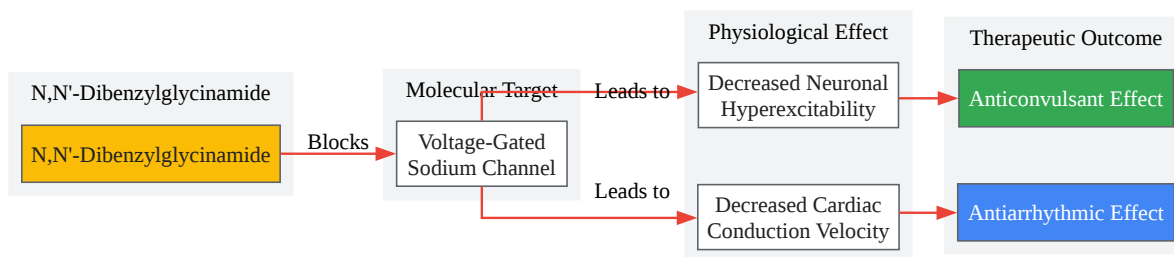 N,N'-Dibenzylglycinamide
N,N'-Dibenzylglycinamide
Blocks
Molecular Target
Voltage-Gated
Sodium Channel
Leads to
Leads to
Physiological Effect
Decreased Neuronal
Hyperexcitability
Decreased Cardiac
Conduction Velocity
Therapeutic Outcome
Anticonvulsant Effect
Antiarrhythmic Effect